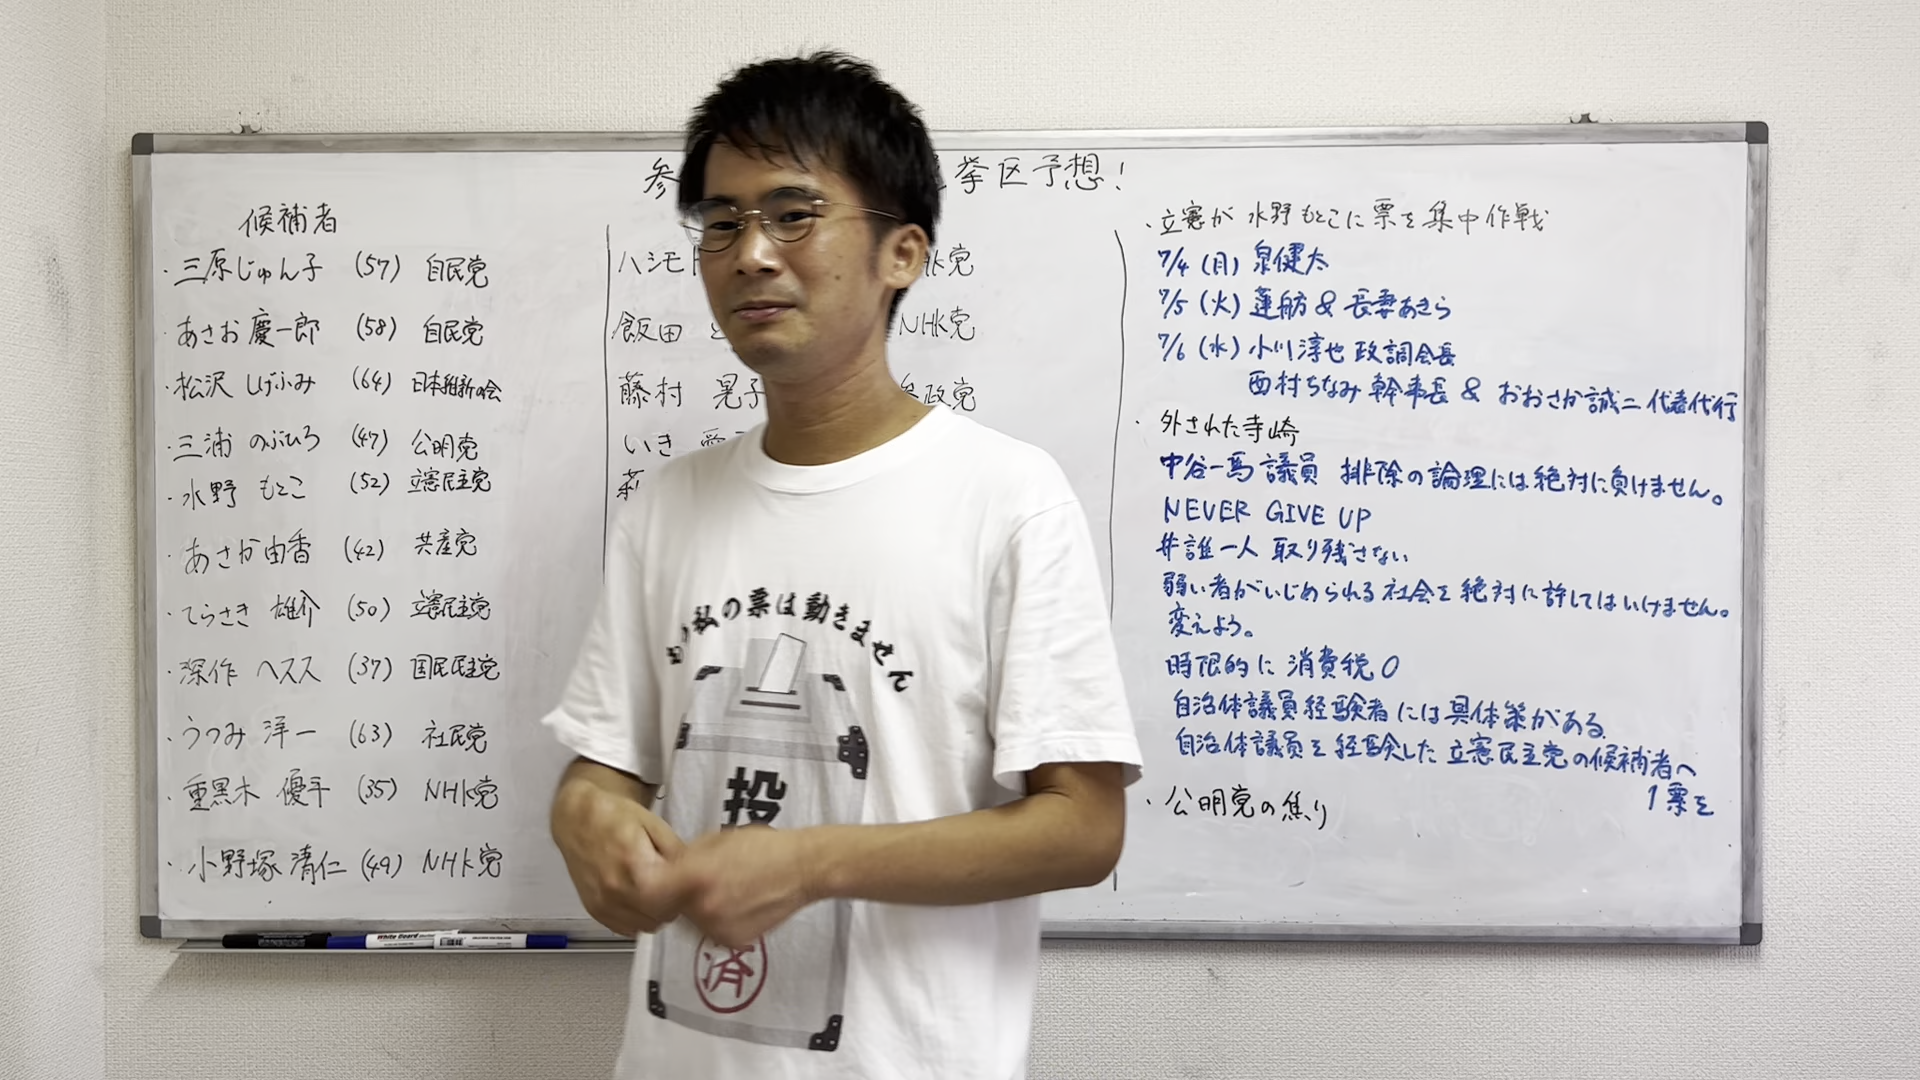 参
挙区予想!
候補者
・三原じゅん子 (57) 自民党
あさお慶一郎 (58) 自民党
・松沢しげふみ (64) 日本維新の会
・三浦のぶひろ (47) 公明党
・水野もとこ (52) 立憲民主党
・あさか由香 (42) 共産党
・てらさき雄介 (50) 立憲民主党
・深作ヘスス (37) 国民民主党
・うつみ洋一 (63) 社民党
・重黒木優平 (35) NHK党
・小野塚清仁 (49) NHK党
ハシモト
党
飯田
NHK党
藤村晃子
参政党
いき
・立憲が水野もとこに票を集中作戦
7/4(月)泉健太
7/5(火)蓮舫&長妻あきら
7/6(水)小川淳也政調会長
西村ちなみ幹事長&おおさか誠二代表代行
・外された寺崎
中谷一馬議員 排除の論理には絶対に負けません。
NEVER GIVE UP
#誰一人取り残さない
弱い者がいじめられる社会を絶対に許してはいけません。
変えよう。
時限的に消費税0
自治体議員経験者には具体策がある
自治体議員を経験した立憲民主党の候補者へ
1票を
・公明党の焦り
私の票は動きません
投
済
White Board